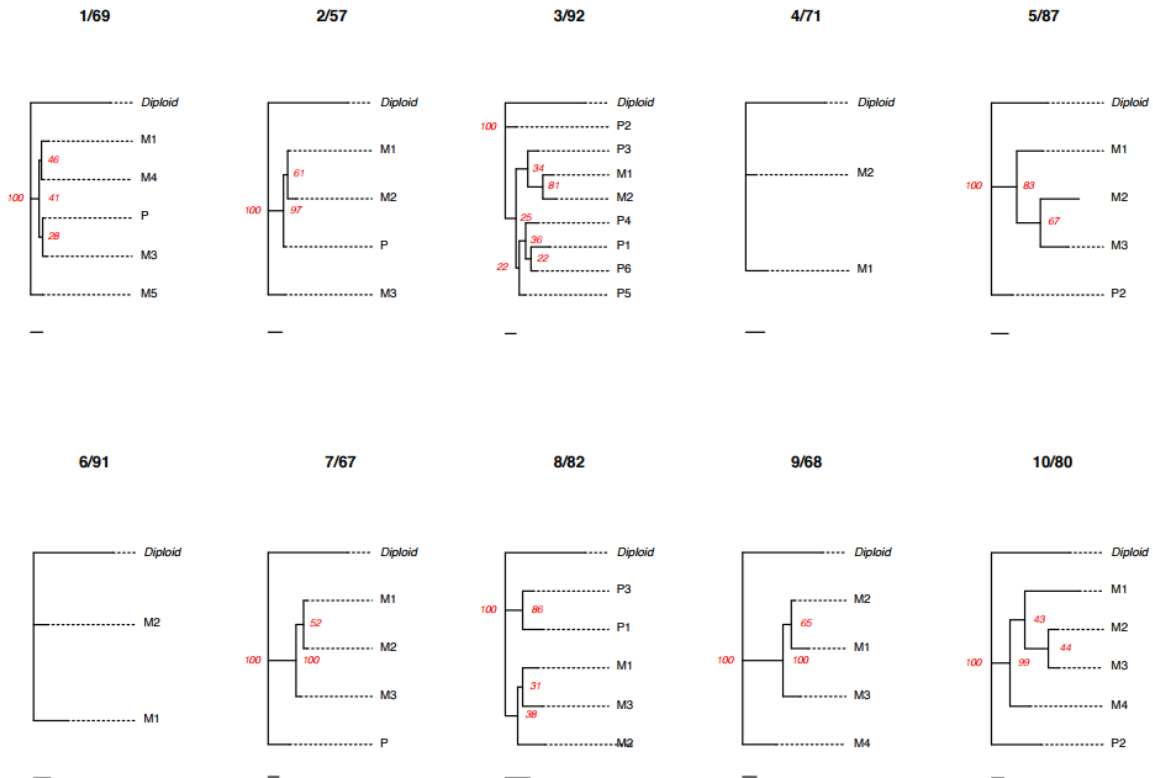 1/69 2/57 3/92 4/71 5/87
Diploid Diploid Diploid Diploid Diploid
100 P2
M1 M1 P3 M1
46 34
61 M1
M4 81 M2
100 41 M2 M2 100 83 M2
100 97
P 25 P4
28 36 P1 67
P M3
M3 22 22 P6
M5 M3 P5 M1 P2
6/91 7/67 8/82 9/68 10/80
Diploid Diploid Diploid Diploid Diploid
M1 P3 M2 M1
100 86
M2 52 P1 65 43 M2
M2 M1 44
100 100 M1 100 100 100 99 M3
31
M3 M3 M3 M4
38
M1 P M2 M4 P2